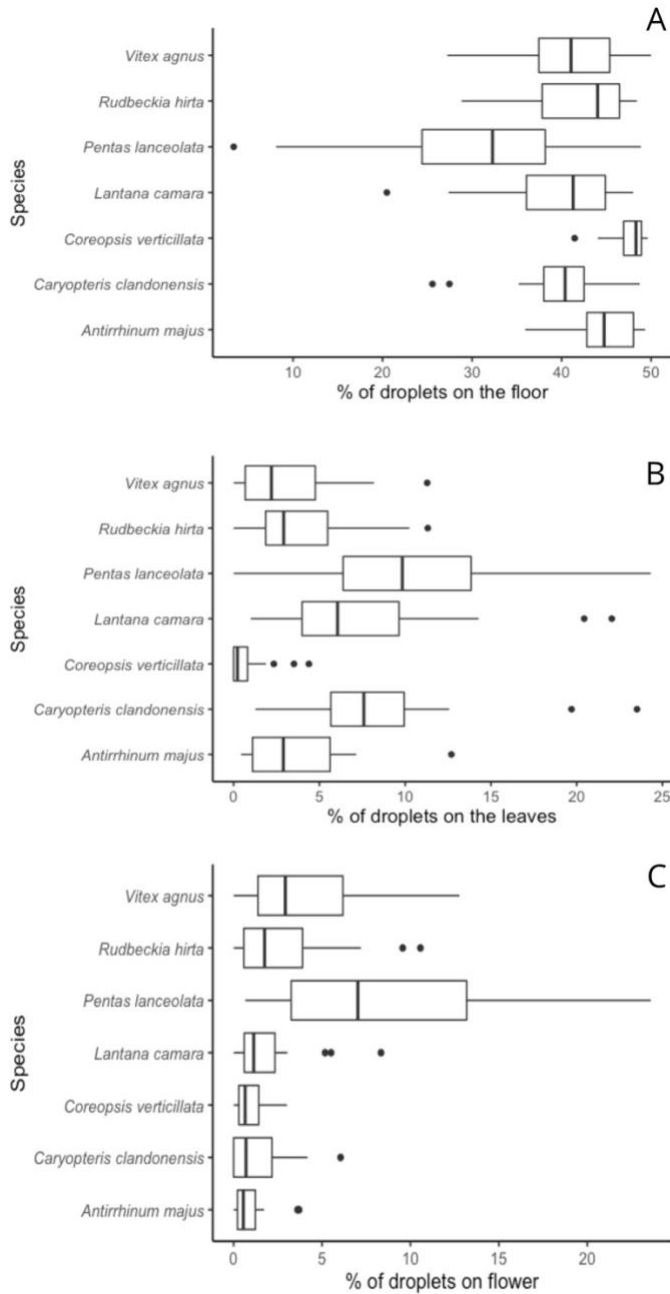 A
Species
Vitex agnus
Rudbeckia hirta
Pentas lanceolata
Lantana camara
Coreopsis verticillata
Caryopteris clandonensis
Antirrhinum majus
10 20 30 40 50
% of droplets on the floor
B
Species
Vitex agnus
Rudbeckia hirta
Pentas lanceolata
Lantana camara
Coreopsis verticillata
Caryopteris clandonensis
Antirrhinum majus
0 5 10 15 20 25
% of droplets on the leaves
C
Species
Vitex agnus
Rudbeckia hirta
Pentas lanceolata
Lantana camara
Coreopsis verticillata
Caryopteris clandonensis
Antirrhinum majus
0 5 10 15 20
% of droplets on flower